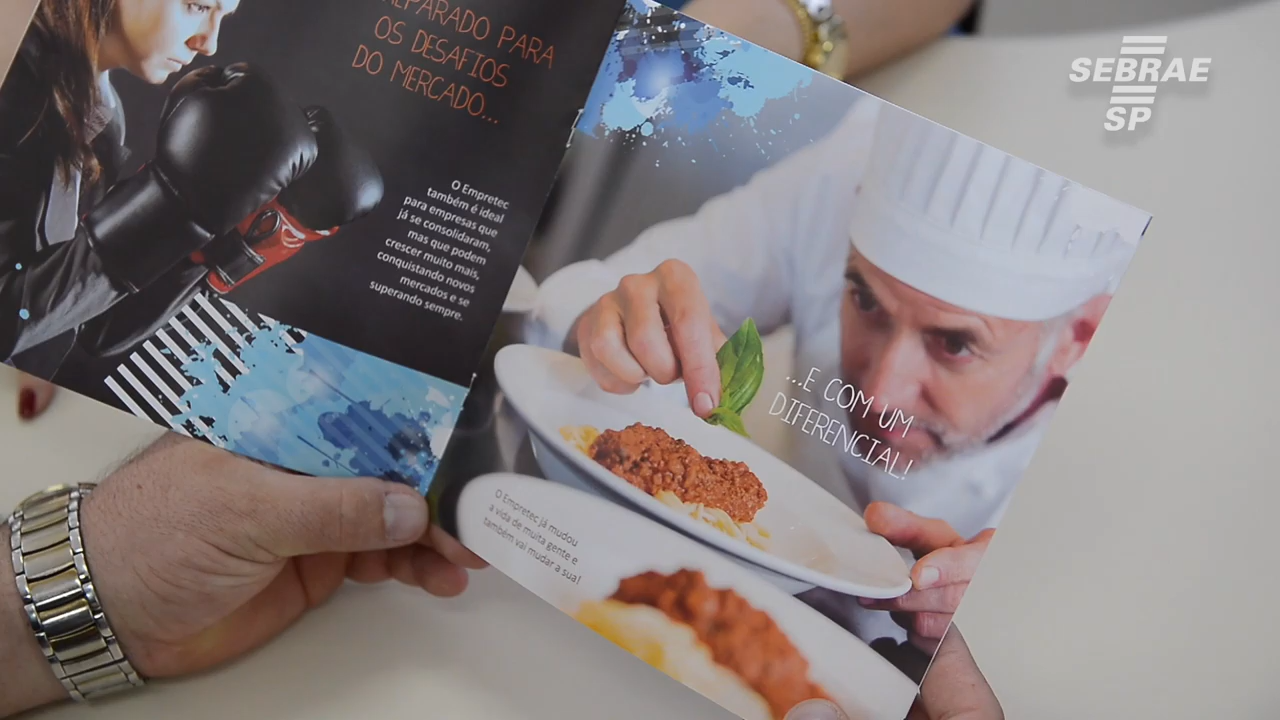 PARA
OS DESAFIOS
DO MERCADO...
O Empretec
também é ideal
para empresas que
já se consolidaram,
mas que podem
crescer muito mais,
conquistando novos
mercados e se
superando sempre.
...E COM UM
DIFERENCIAL!
O Empretec já mudou
a vida de muita gente e
também vai mudar a sua!
SEBRAE
SP